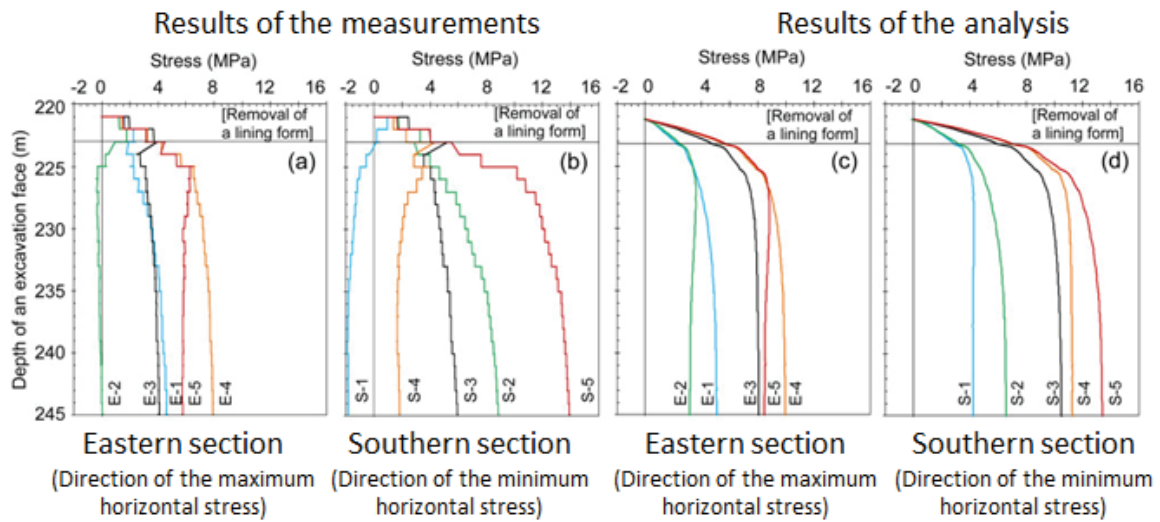 Results of the measurements
Results of the analysis
Stress (MPa)
Stress (MPa)
Stress (MPa)
Stress (MPa)
-2 0 4 8 12 16
-2 0 4 8 12 16
-2 0 4 8 12 16
-2 0 4 8 12 16
Depth of an excavation face (m)
220
225
230
235
240
245
[Removal of
a lining form]
(a)
E-2
E-3
E-1
E-5
E-4
[Removal of
a lining form]
(b)
S-1
S-4
S-3
S-2
S-5
[Removal of
a lining form]
(c)
E-2
E-1
E-3
E-5
E-4
[Removal of
a lining form]
(d)
S-1
S-2
S-3
S-4
S-5
Eastern section
(Direction of the maximum
horizontal stress)
Southern section
(Direction of the minimum
horizontal stress)
Eastern section
(Direction of the maximum
horizontal stress)
Southern section
(Direction of the minimum
horizontal stress)